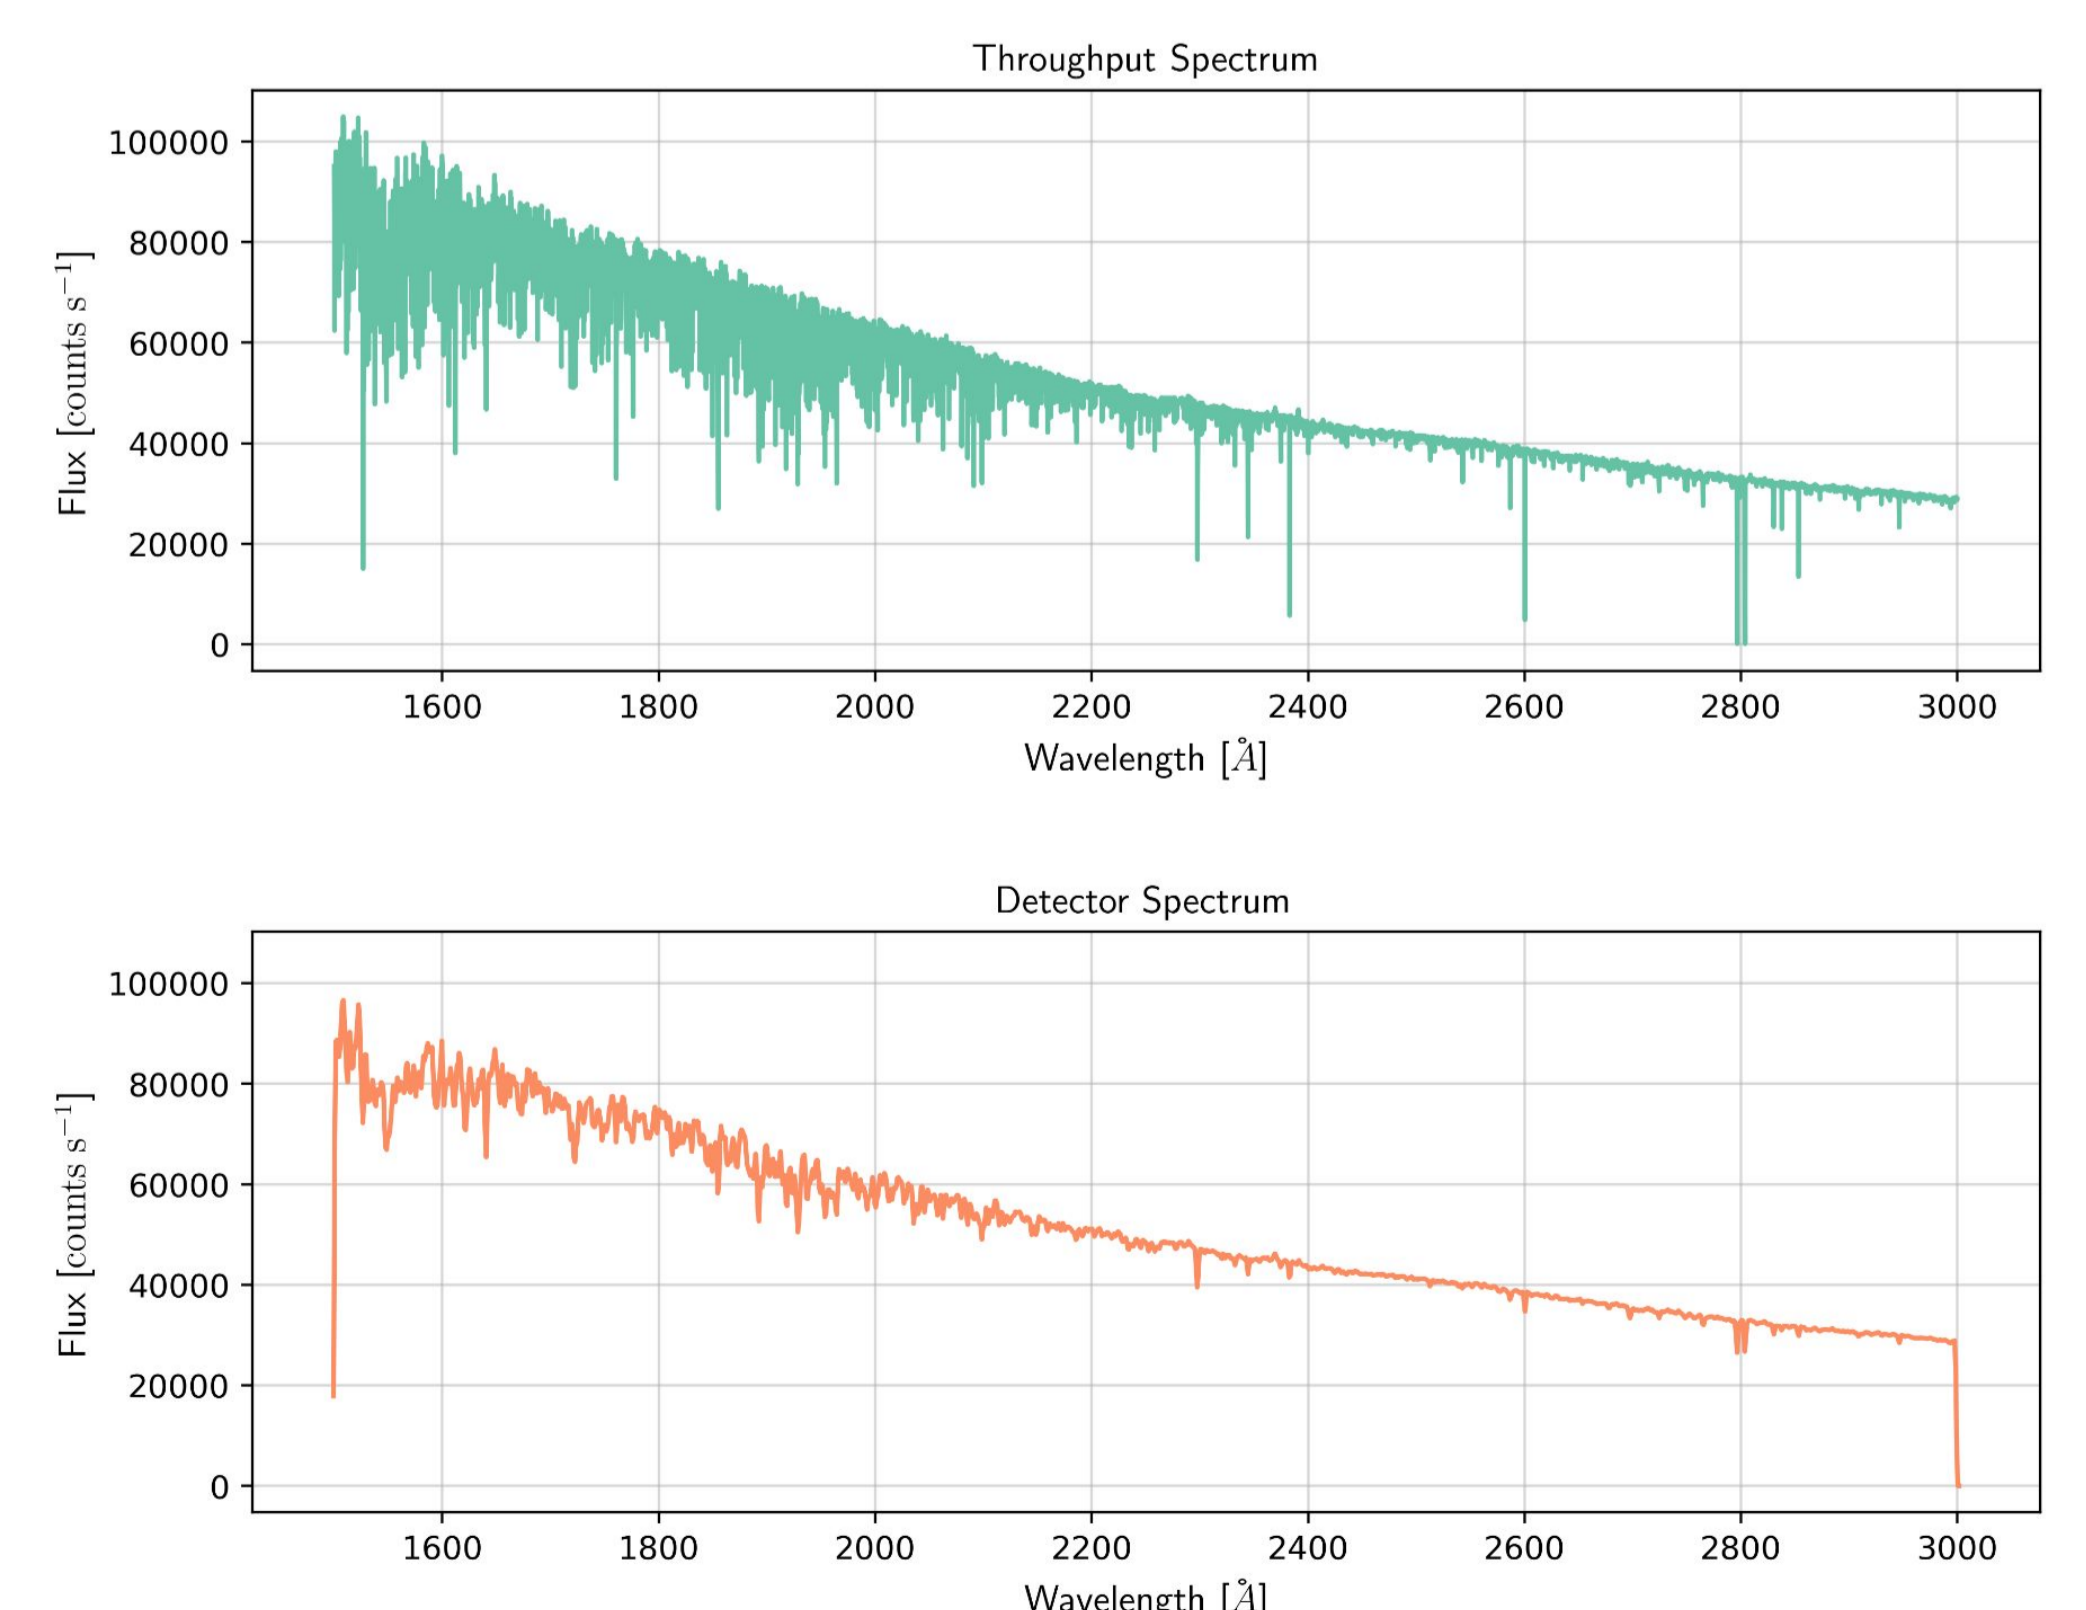 Throughput Spectrum
100000
80000
60000
40000
20000
0
Flux [counts s⁻¹]
1600 1800 2000 2200 2400 2600 2800 3000
Wavelength [Å]
Detector Spectrum
100000
80000
60000
40000
20000
0
Flux [counts s⁻¹]
1600 1800 2000 2200 2400 2600 2800 3000
Wavelength [Å]